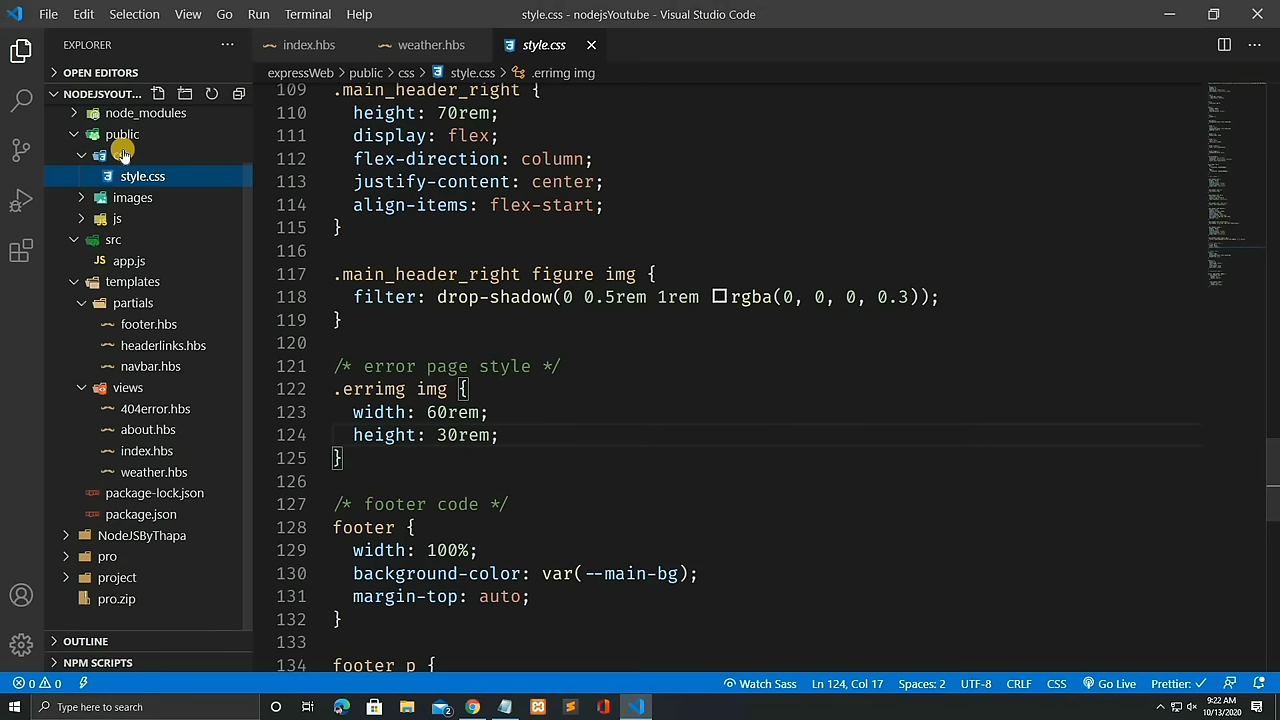 File Edit Selection View Go Run Terminal Help
style.css - nodejsYoutube - Visual Studio Code
EXPLORER
index.hbs
weather.hbs
style.css
OPEN EDITORS
expressWeb > public > css > style.css > .errimg img
NODEJSYOUT...
node_modules
public
style.css
images
js
src
app.js
templates
partials
footer.hbs
headerlinks.hbs
navbar.hbs
views
404error.hbs
about.hbs
index.hbs
weather.hbs
package-lock.json
package.json
NodeJSByThapa
pro
project
pro.zip
OUTLINE
NPM SCRIPTS
109 .main_header_right {
110 height: 70rem;
111 display: flex;
112 flex-direction: column;
113 justify-content: center;
114 align-items: flex-start;
115 }
116
117 .main_header_right figure img {
118 filter: drop-shadow(0 0.5rem 1rem rgba(0, 0, 0, 0.3));
119 }
120
121 /* error page style */
122 .errimg img {
123 width: 60rem;
124 height: 30rem;
125 }
126
127 /* footer code */
128 footer {
129 width: 100%;
130 background-color: var(--main-bg);
131 margin-top: auto;
132 }
133
134 footer p {
0 0
Watch Sass
Ln 124, Col 17
Spaces: 2
UTF-8
CRLF
CSS
Go Live
Prettier: ✓
Type here to search
2
9:22 AM
10/13/2020